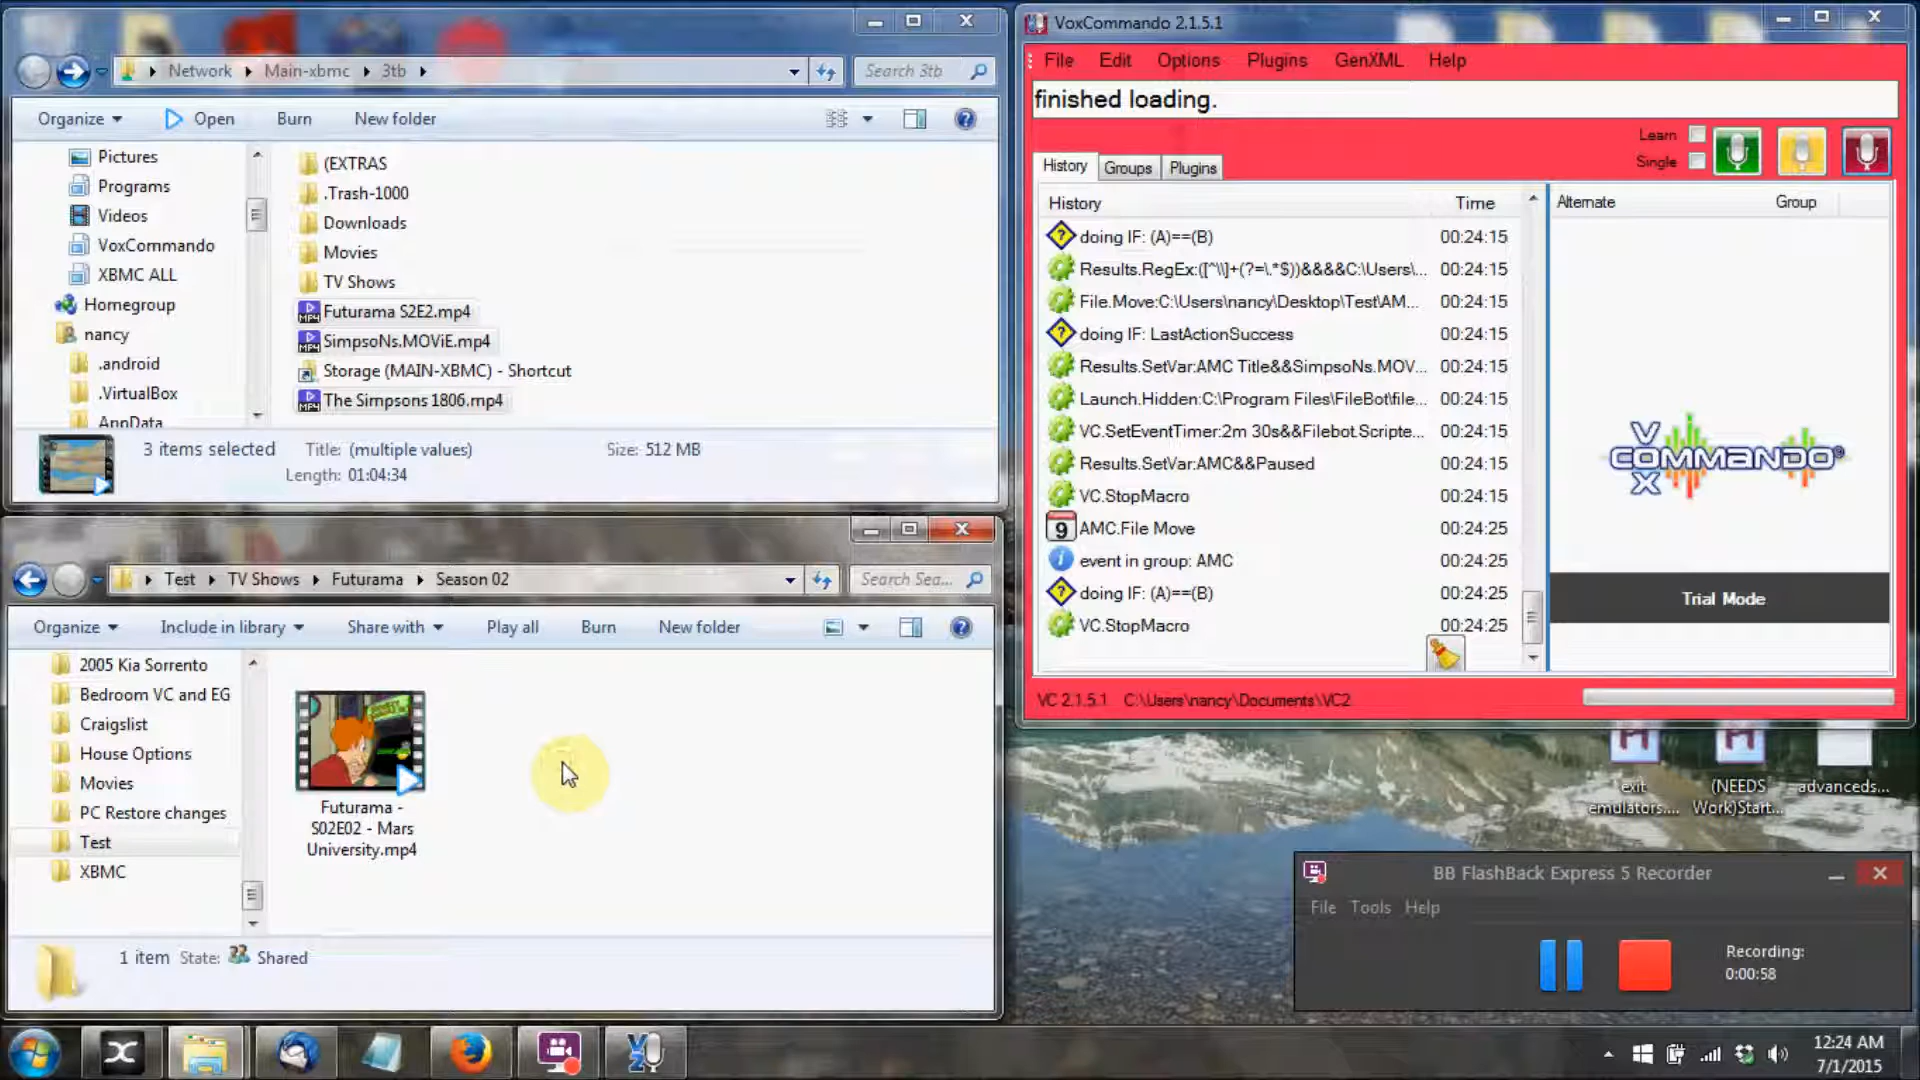 Network Main-xbmc 3tb
Search 3tb
Organize Open Burn New folder
Pictures
Programs
Videos
VoxCommando
XBMC ALL
Homegroup
nancy
.android
.VirtualBox
AppData
(EXTRAS
.Trash-1000
Downloads
Movies
TV Shows
Futurama S2E2.mp4
SimpsoNs.MOViE.mp4
Storage (MAIN-XBMC) - Shortcut
The Simpsons 1806.mp4
3 items selected Title: (multiple values) Size: 512 MB
Length: 01:04:34
Test TV Shows Futurama Season 02
Search Sea...
Organize Include in library Share with Play all Burn New folder
2005 Kia Sorrento
Bedroom VC and EG
Craigslist
House Options
Movies
PC Restore changes
Test
XBMC
Futurama -
S02E02 - Mars
University.mp4
1 item State: Shared
VoxCommando 2.1.5.1
File Edit Options Plugins GenXML Help
finished loading.
Learn
Single
History Groups Plugins
History Time
doing IF: (A)==(B) 00:24:15
Results.RegEx:([^\\]+(?=\.*$))&&&&C:\Users\... 00:24:15
File.Move:C:\Users\nancy\Desktop\Test\AM... 00:24:15
doing IF: LastActionSuccess 00:24:15
Results.SetVar:AMC Title&&SimpsoNs.MOV... 00:24:15
Launch.Hidden:C:\Program Files\FileBot\file... 00:24:15
VC.SetEventTimer:2m 30s&&Filebot.Scripte... 00:24:15
Results.SetVar:AMC&&Paused 00:24:15
VC.StopMacro 00:24:15
9 AMC.File Move 00:24:25
event in group: AMC 00:24:25
doing IF: (A)==(B) 00:24:25
VC.StopMacro 00:24:25
Alternate Group
VOX COMMANDO
Trial Mode
VC 2.1.5.1 C:\Users\nancy\Documents\VC2
exit
emulators....
(NEEDS
Work)Start...
advanceds...
BB FlashBack Express 5 Recorder
File Tools Help
Recording:
0:00:58
12:24 AM
7/1/2015